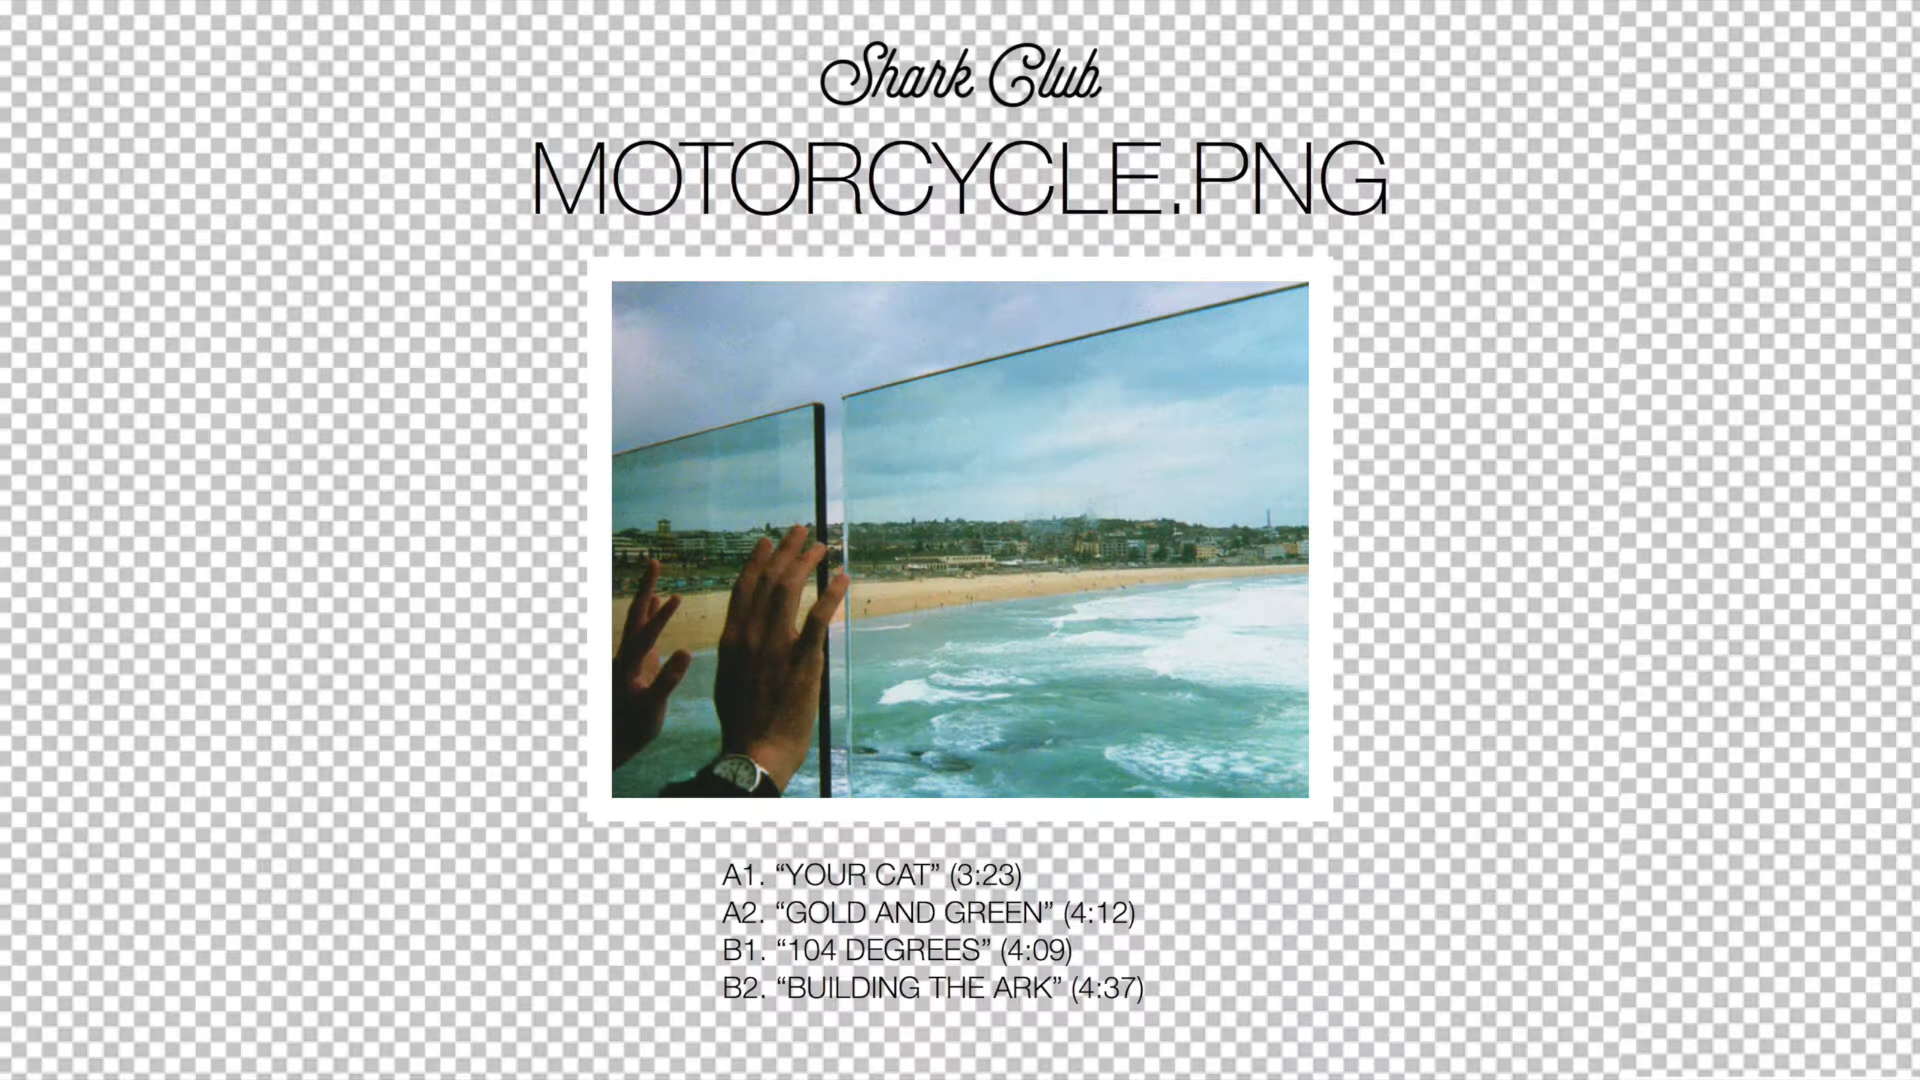 Shark Club
MOTORCYCLE.PNG
A1. “YOUR CAT” (3:23)
A2. “GOLD AND GREEN” (4:12)
B1. “104 DEGREES” (4:09)
B2. “BUILDING THE ARK” (4:37)